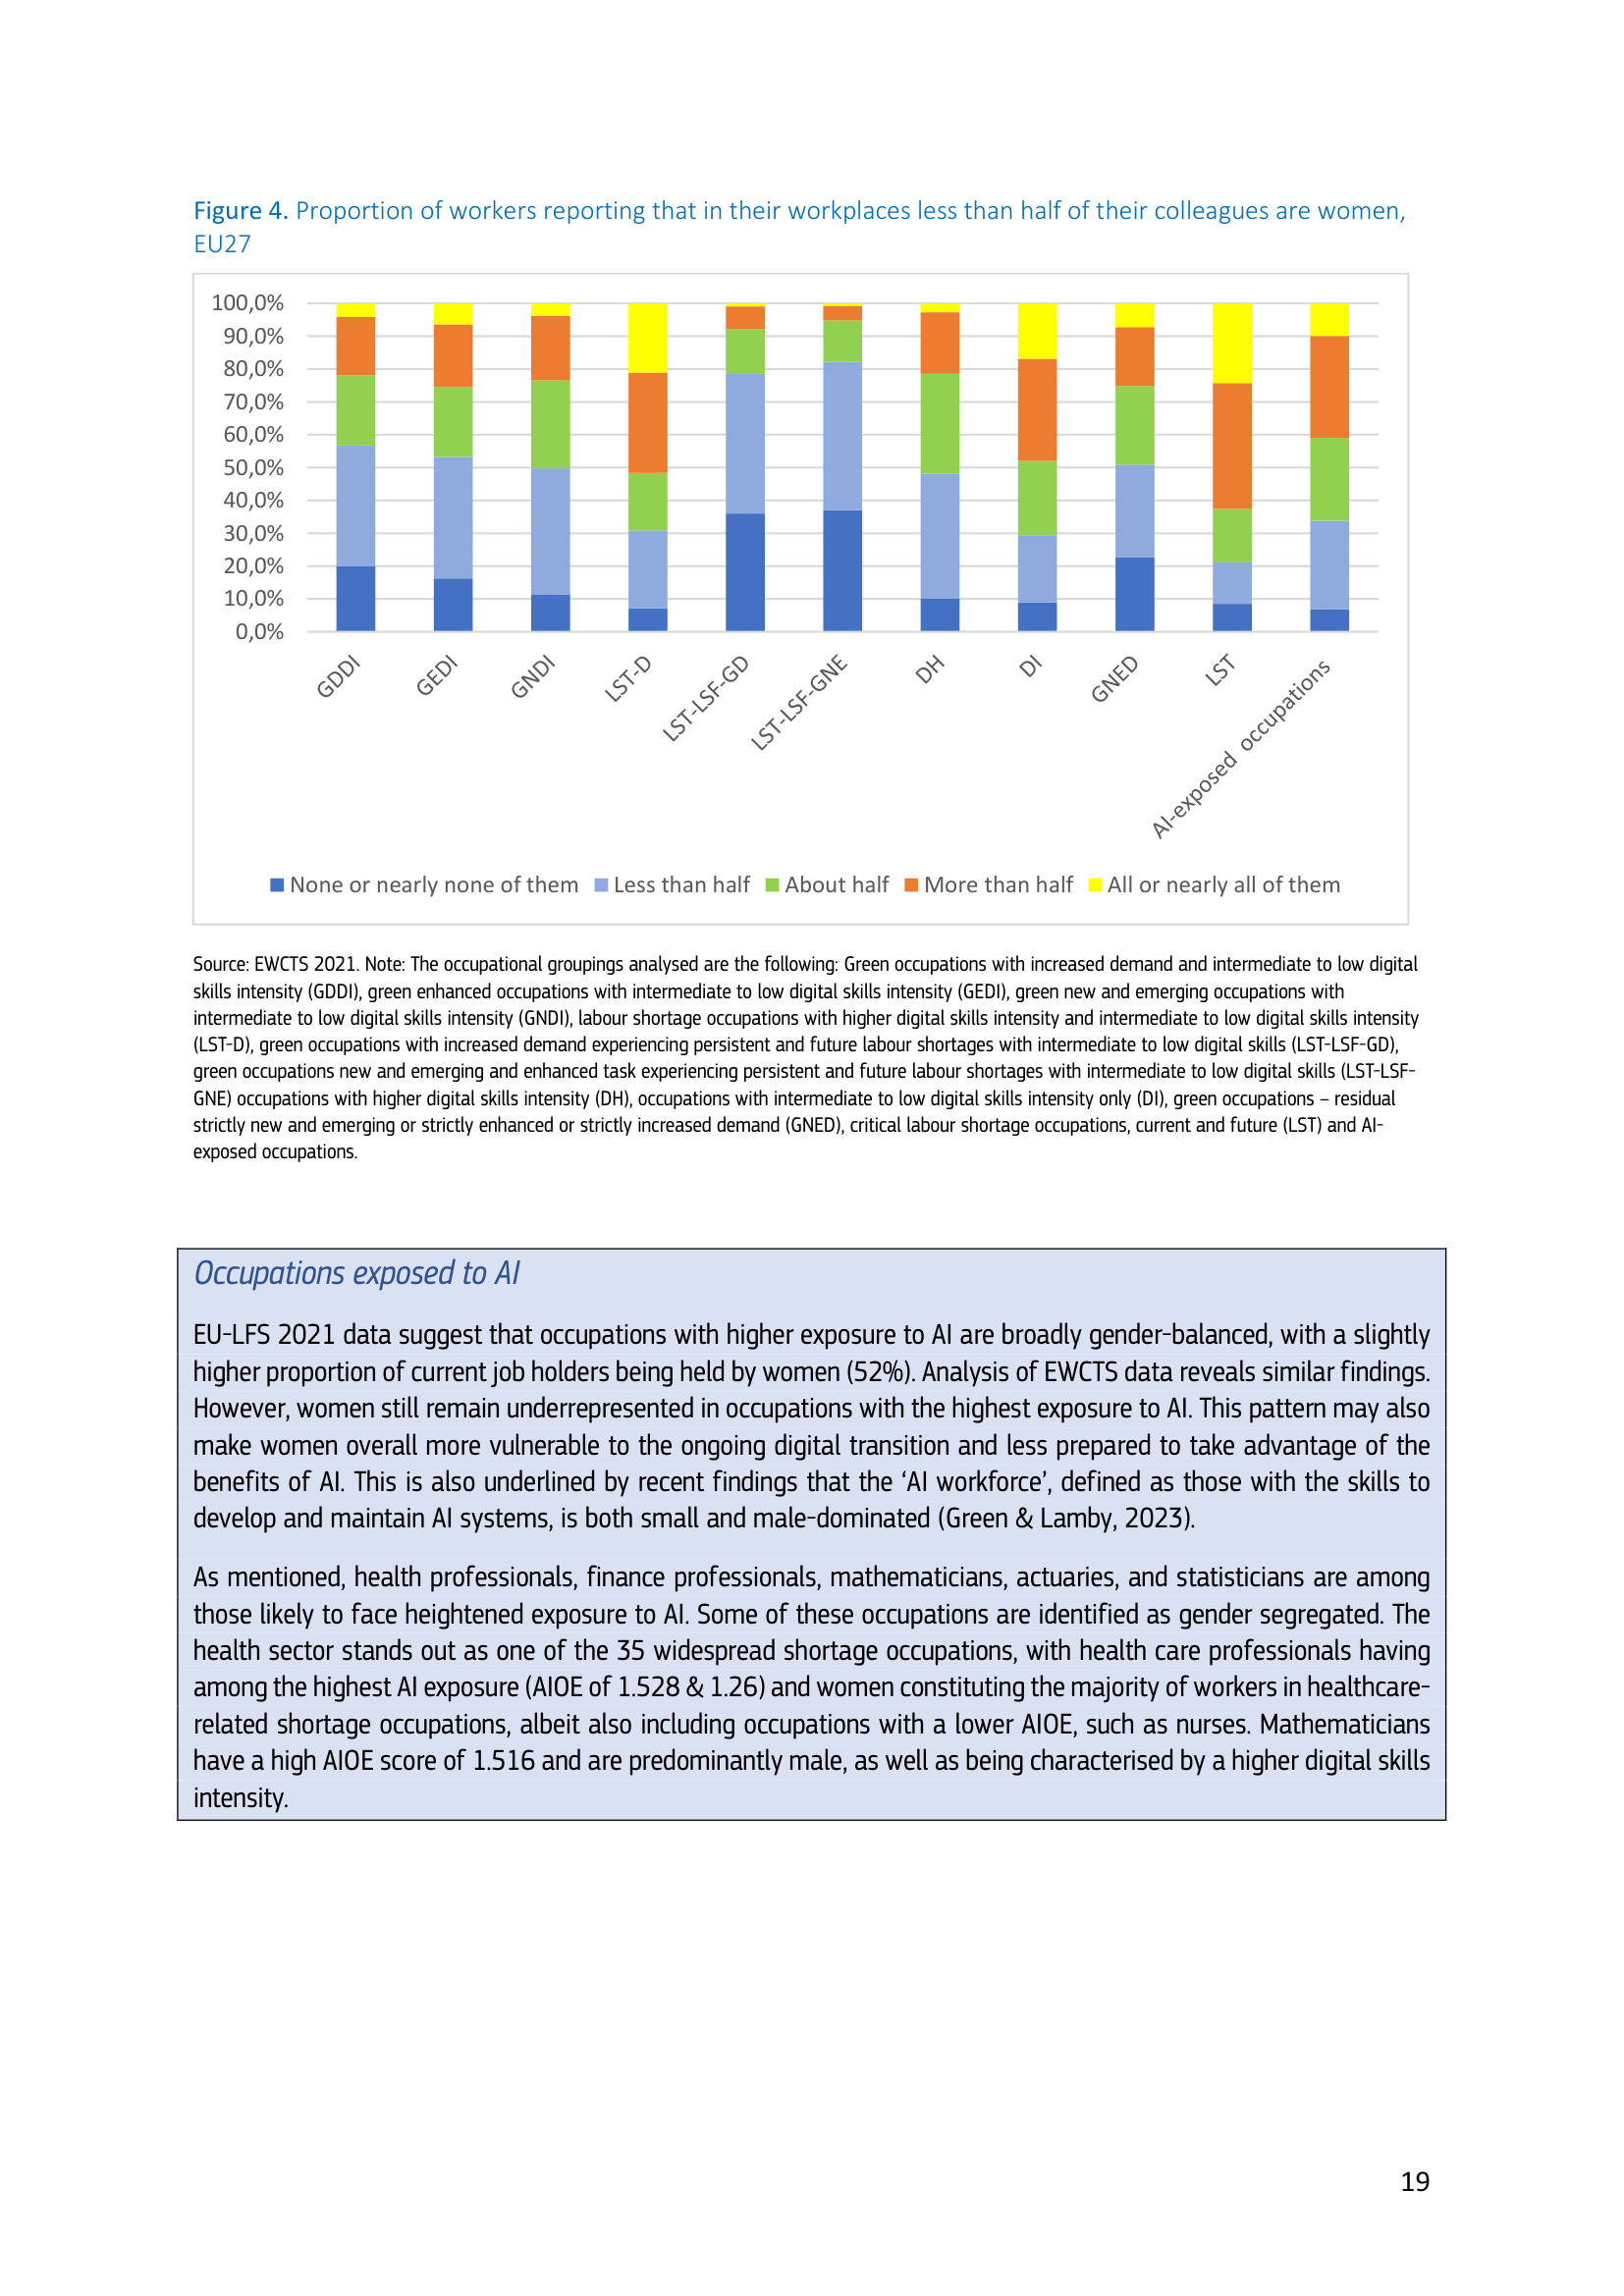 Figure 4. Proportion of workers reporting that in their workplaces less than half of their colleagues are women,
EU27
100,0%
90,0%
80,0%
70,0%
60,0%
50,0%
40,0%
30,0%
20,0%
10,0%
0,0%
GDDI
GEDI
GNDI
LST-D
LST-LSF-GD
LST-LSF-GNE
DH
DI
GNED
LST
AI-exposed occupations
None or nearly none of them Less than half About half More than half All or nearly all of them
Source: EWCTS 2021. Note: The occupational groupings analysed are the following: Green occupations with increased demand and intermediate to low digital
skills intensity (GDDI), green enhanced occupations with intermediate to low digital skills intensity (GEDI), green new and emerging occupations with
intermediate to low digital skills intensity (GNDI), labour shortage occupations with higher digital skills intensity and intermediate to low digital skills intensity
(LST-D), green occupations with increased demand experiencing persistent and future labour shortages with intermediate to low digital skills (LST-LSF-GD),
green occupations new and emerging and enhanced task experiencing persistent and future labour shortages with intermediate to low digital skills (LST-LSF-
GNE) occupations with higher digital skills intensity (DH), occupations with intermediate to low digital skills intensity only (DI), green occupations – residual
strictly new and emerging or strictly enhanced or strictly increased demand (GNED), critical labour shortage occupations, current and future (LST) and AI-
exposed occupations.
Occupations exposed to AI
EU-LFS 2021 data suggest that occupations with higher exposure to AI are broadly gender-balanced, with a slightly
higher proportion of current job holders being held by women (52%). Analysis of EWCTS data reveals similar findings.
However, women still remain underrepresented in occupations with the highest exposure to AI. This pattern may also
make women overall more vulnerable to the ongoing digital transition and less prepared to take advantage of the
benefits of AI. This is also underlined by recent findings that the ‘AI workforce’, defined as those with the skills to
develop and maintain AI systems, is both small and male-dominated (Green & Lamby, 2023).
As mentioned, health professionals, finance professionals, mathematicians, actuaries, and statisticians are among
those likely to face heightened exposure to AI. Some of these occupations are identified as gender segregated. The
health sector stands out as one of the 35 widespread shortage occupations, with health care professionals having
among the highest AI exposure (AIOE of 1.528 & 1.26) and women constituting the majority of workers in healthcare-
related shortage occupations, albeit also including occupations with a lower AIOE, such as nurses. Mathematicians
have a high AIOE score of 1.516 and are predominantly male, as well as being characterised by a higher digital skills
intensity.
19